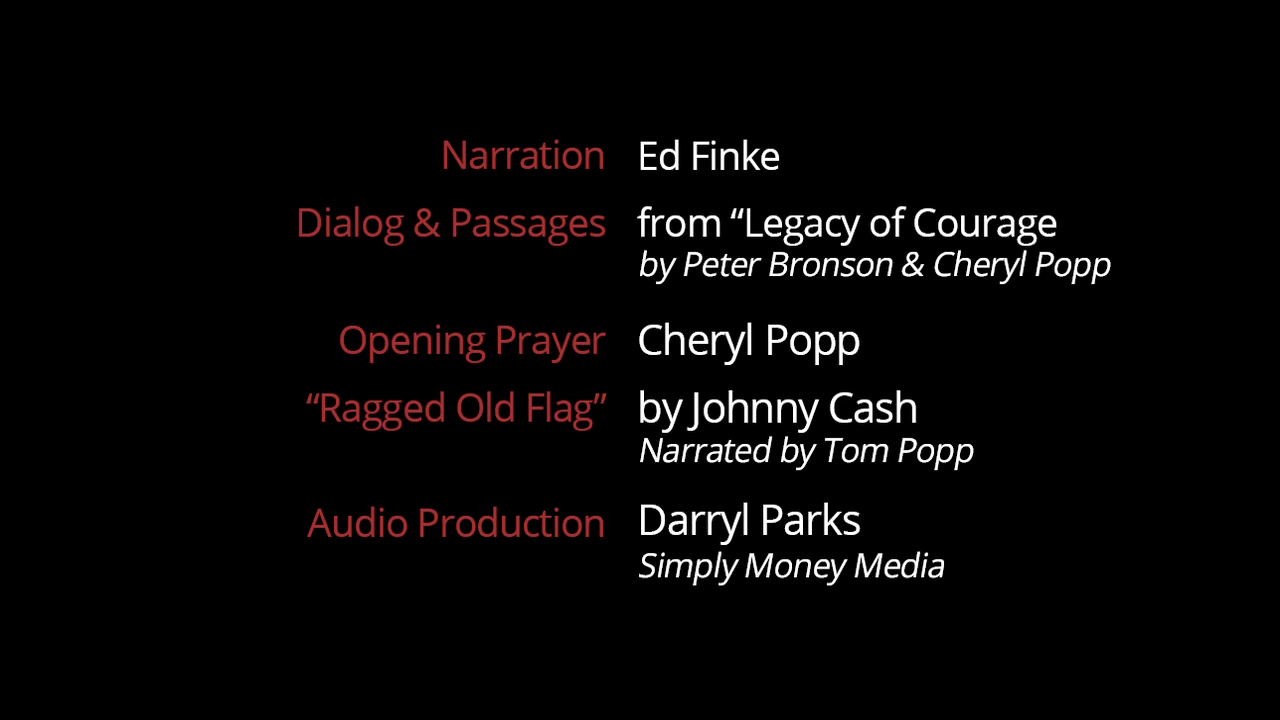 Narration Ed Finke
Dialog & Passages from “Legacy of Courage
by Peter Bronson & Cheryl Popp
Opening Prayer Cheryl Popp
“Ragged Old Flag” by Johnny Cash
Narrated by Tom Popp
Audio Production Darryl Parks
Simply Money Media